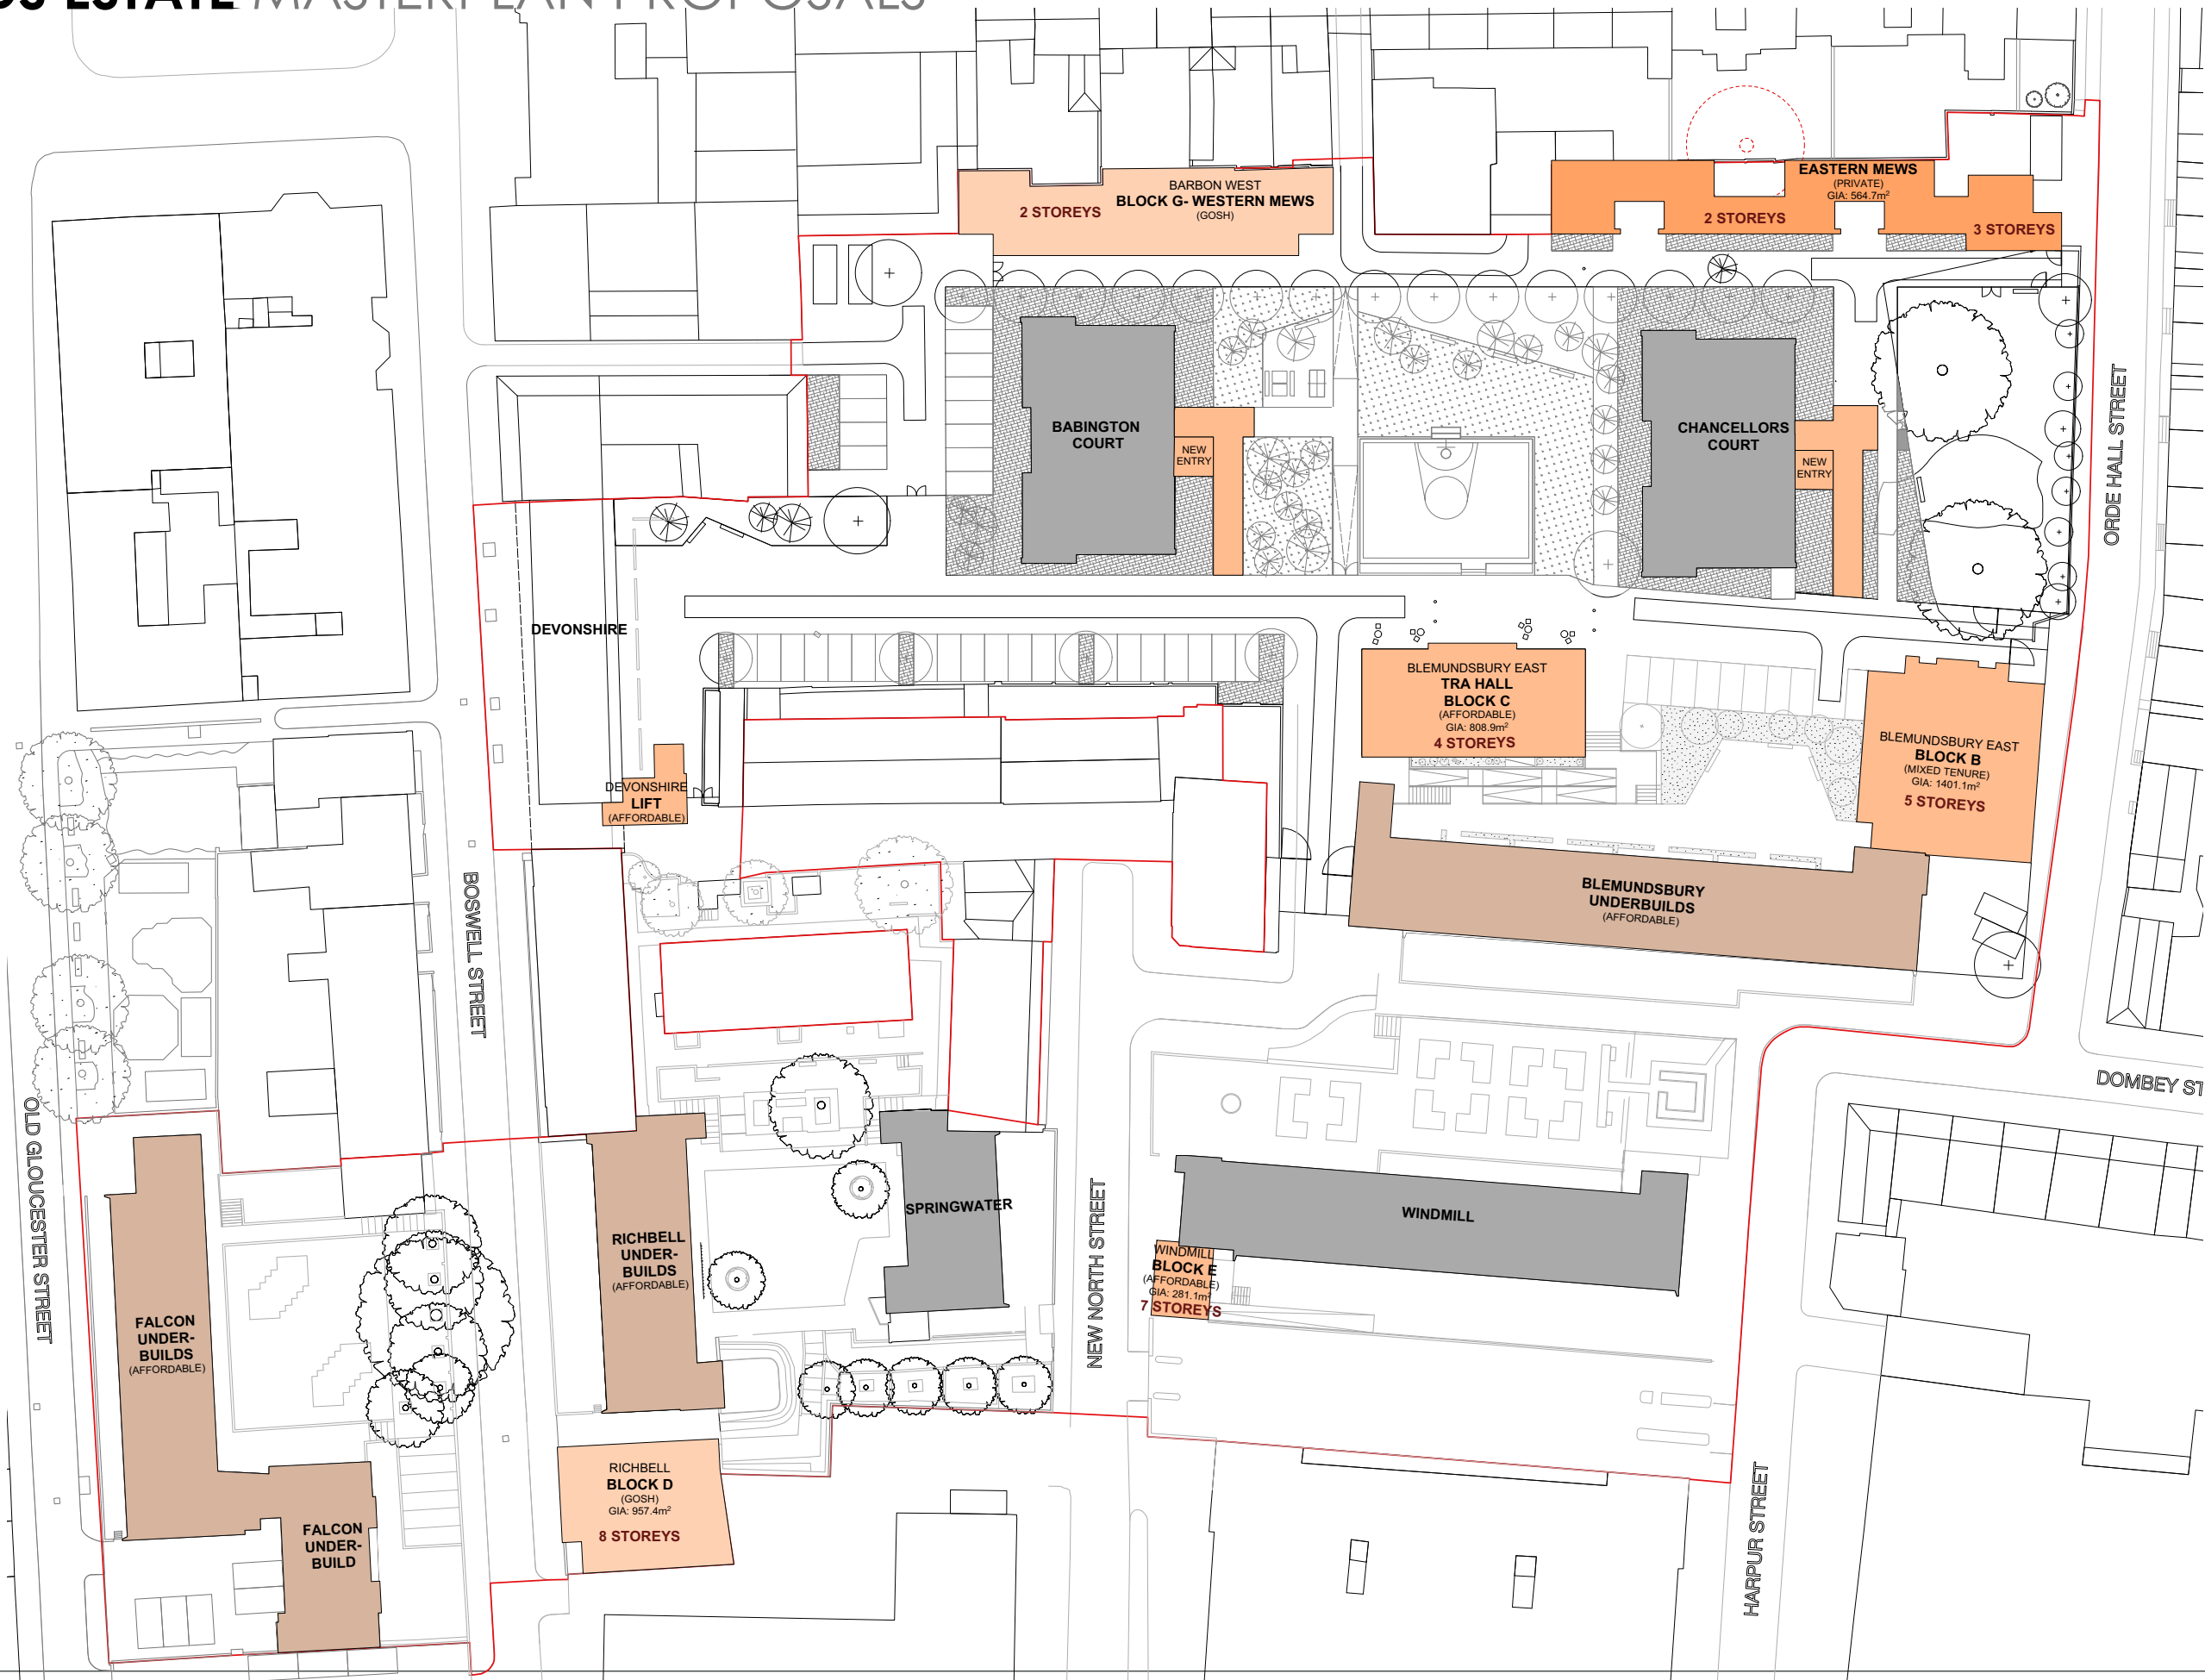 ESTATE MASTERPLAN PROPOSALS
BARBON WEST
BLOCK G- WESTERN MEWS
(GOSH)
2 STOREYS
EASTERN MEWS
(PRIVATE)
GIA: 564.7m²
2 STOREYS
3 STOREYS
BABINGTON
COURT
NEW
ENTRY
CHANCELLORS
COURT
NEW
ENTRY
ORDE HALL STREET
DEVONSHIRE
BLEMUNDSBURY EAST
TRA HALL
BLOCK C
(AFFORDABLE)
GIA: 808.9m²
4 STOREYS
BLEMUNDSBURY EAST
BLOCK B
(MIXED TENURE)
GIA: 1401.1m²
5 STOREYS
DEVONSHIRE
LIFT
(AFFORDABLE)
BLEMUNDSBURY
UNDERBUILDS
(AFFORDABLE)
BOSWELL STREET
DOMBEY ST
OLD GLOUCESTER STREET
SPRINGWATER
NEW NORTH STREET
WINDMILL
RICHBELL
UNDER-
BUILDS
(AFFORDABLE)
WINDMILL
BLOCK E
(AFFORDABLE)
GIA: 281.1m²
7 STOREYS
FALCON
UNDER-
BUILDS
(AFFORDABLE)
RICHBELL
BLOCK D
(GOSH)
GIA: 957.4m²
8 STOREYS
FALCON
UNDER-
BUILD
HARPUR STREET